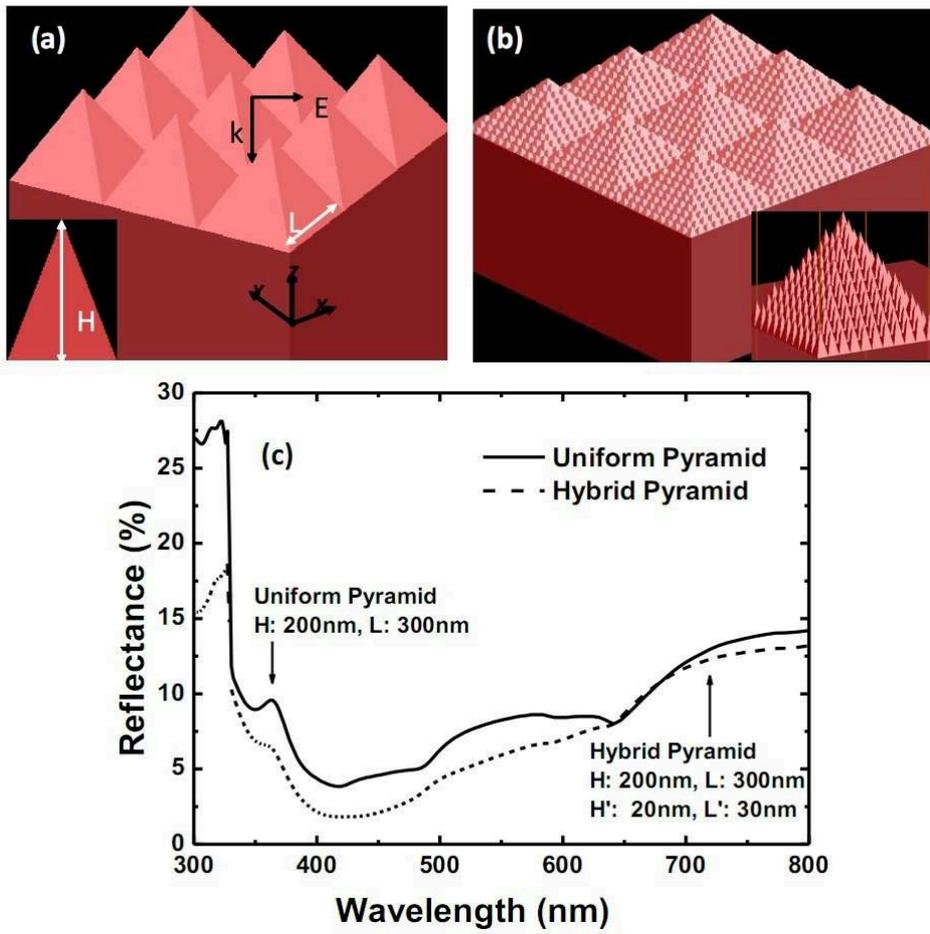 (a)
E
k
L
H
z
Y
X
(b)
(c)
Uniform Pyramid
Hybrid Pyramid
Uniform Pyramid
H: 200nm, L: 300nm
Hybrid Pyramid
H: 200nm, L: 300nm
H': 20nm, L': 30nm
Reflectance (%)
30
25
20
15
10
5
0
300 400 500 600 700 800
Wavelength (nm)